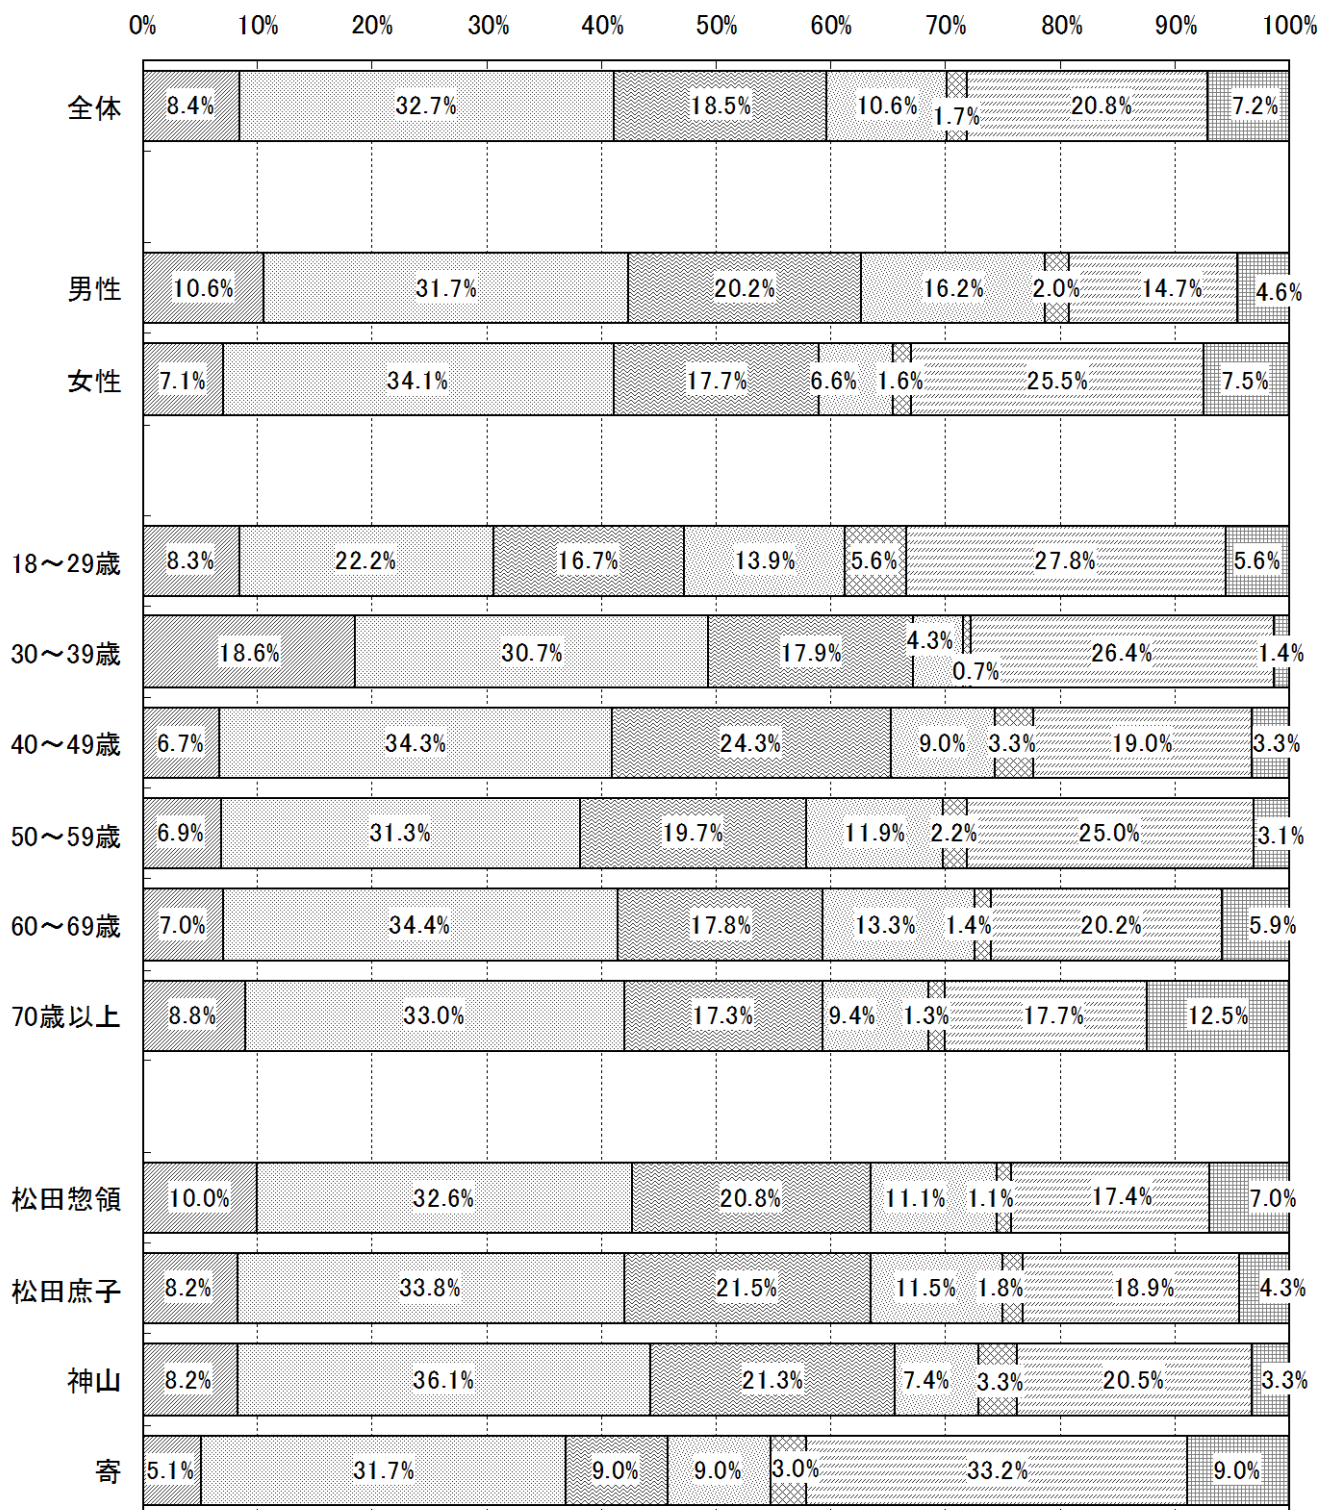 0% 10% 20% 30% 40% 50% 60% 70% 80% 90% 100%
全体 8.4% 32.7% 18.5% 10.6% 1.7% 20.8% 7.2%
男性 10.6% 31.7% 20.2% 16.2% 2.0% 14.7% 4.6%
女性 7.1% 34.1% 17.7% 6.6% 1.6% 25.5% 7.5%
18～29歳 8.3% 22.2% 16.7% 13.9% 5.6% 27.8% 5.6%
30～39歳 18.6% 30.7% 17.9% 4.3% 0.7% 26.4% 1.4%
40～49歳 6.7% 34.3% 24.3% 9.0% 3.3% 19.0% 3.3%
50～59歳 6.9% 31.3% 19.7% 11.9% 2.2% 25.0% 3.1%
60～69歳 7.0% 34.4% 17.8% 13.3% 1.4% 20.2% 5.9%
70歳以上 8.8% 33.0% 17.3% 9.4% 1.3% 17.7% 12.5%
松田惣領 10.0% 32.6% 20.8% 11.1% 1.1% 17.4% 7.0%
松田庶子 8.2% 33.8% 21.5% 11.5% 1.8% 18.9% 4.3%
神山 8.2% 36.1% 21.3% 7.4% 3.3% 20.5% 3.3%
寄 5.1% 31.7% 9.0% 9.0% 3.0% 33.2% 9.0%